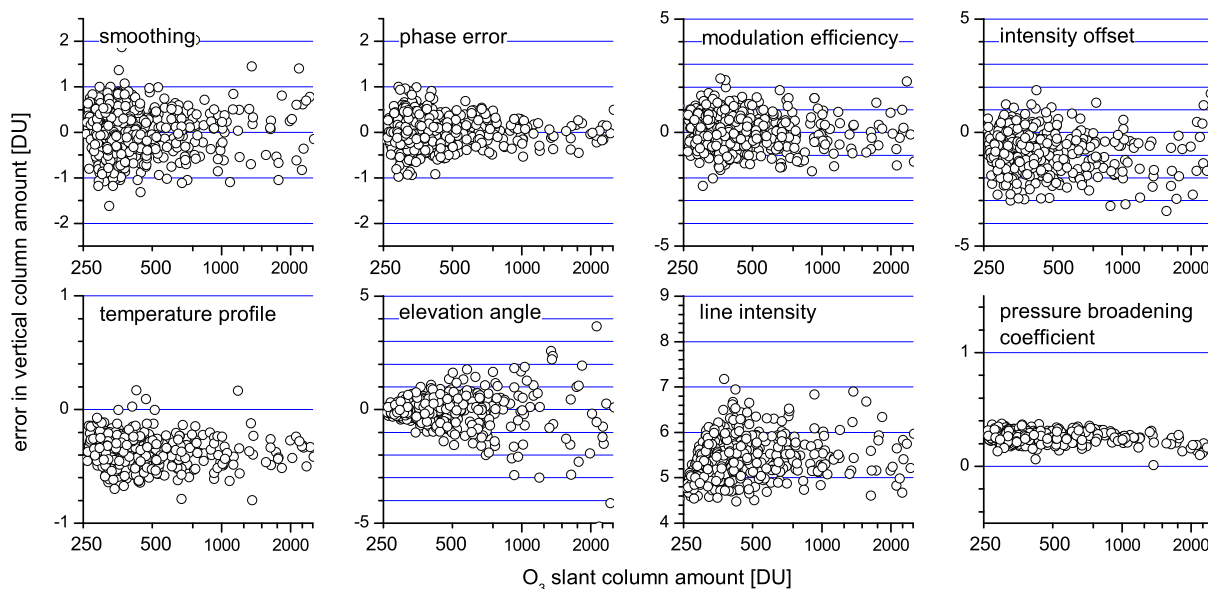 error in vertical column amount [DU]
smoothing
2
1
0
-1
-2
250 500 1000 2000
phase error
2
1
0
-1
-2
250 500 1000 2000
modulation efficiency
5
0
-5
250 500 1000 2000
intensity offset
5
0
-5
250 500 1000 2000
temperature profile
1
0
-1
250 500 1000 2000
elevation angle
5
0
-5
250 500 1000 2000
line intensity
9
8
7
6
5
4
250 500 1000 2000
pressure broadening
coefficient
1
0
250 500 1000 2000
O₃ slant column amount [DU]